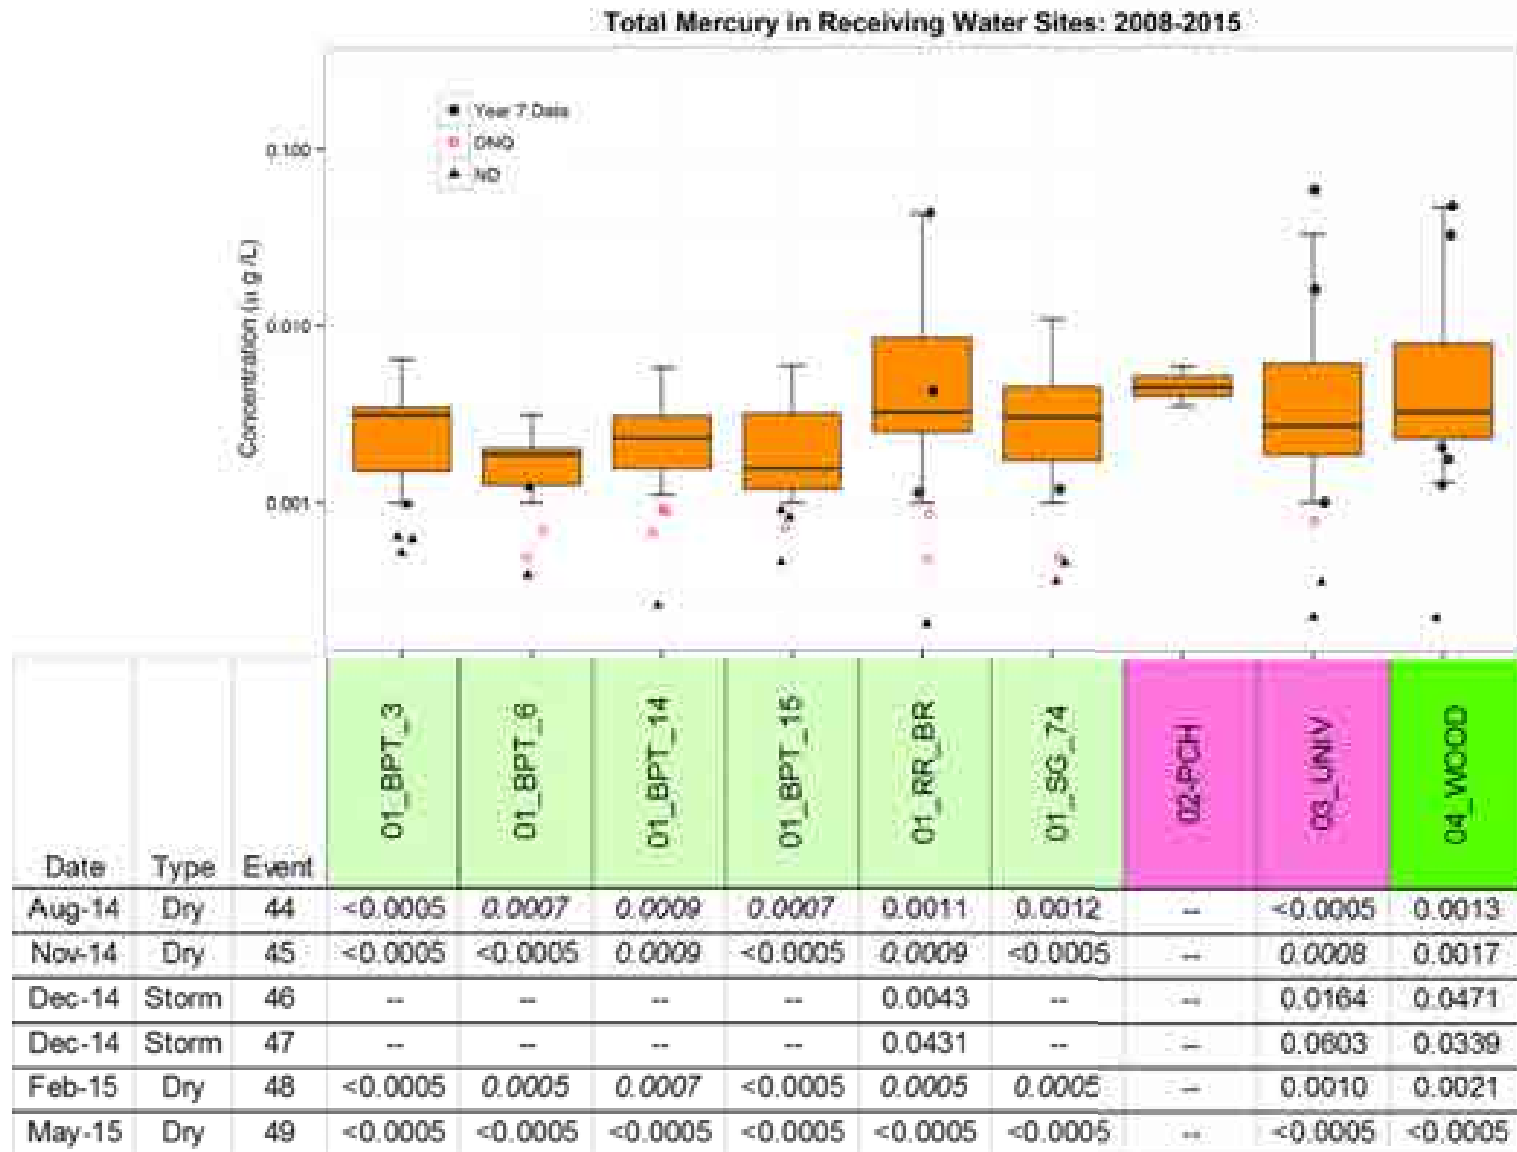 Total Mercury in Receiving Water Sites: 2008-2015
Year 7 Data
DNQ
ND
0.100
0.010
0.001
Concentration (u g /L)
Date Type Event 01_BPT_3 01_BPT_6 01_BPT_14 01_BPT_15 01_RR_BR 01_SG_74 02-PCH 03_UNIV 04_WOOD
Aug-14 Dry 44 <0.0005 0.0007 0.0009 0.0007 0.0011 0.0012 -- <0.0005 0.0013
Nov-14 Dry 45 <0.0005 <0.0005 0.0009 <0.0005 0.0009 <0.0005 -- 0.0008 0.0017
Dec-14 Storm 46 -- -- -- -- 0.0043 -- -- 0.0164 0.0471
Dec-14 Storm 47 -- -- -- -- 0.0431 -- -- 0.0603 0.0339
Feb-15 Dry 48 <0.0005 0.0005 0.0007 <0.0005 0.0005 0.0005 -- 0.0010 0.0021
May-15 Dry 49 <0.0005 <0.0005 <0.0005 <0.0005 <0.0005 <0.0005 -- <0.0005 <0.0005